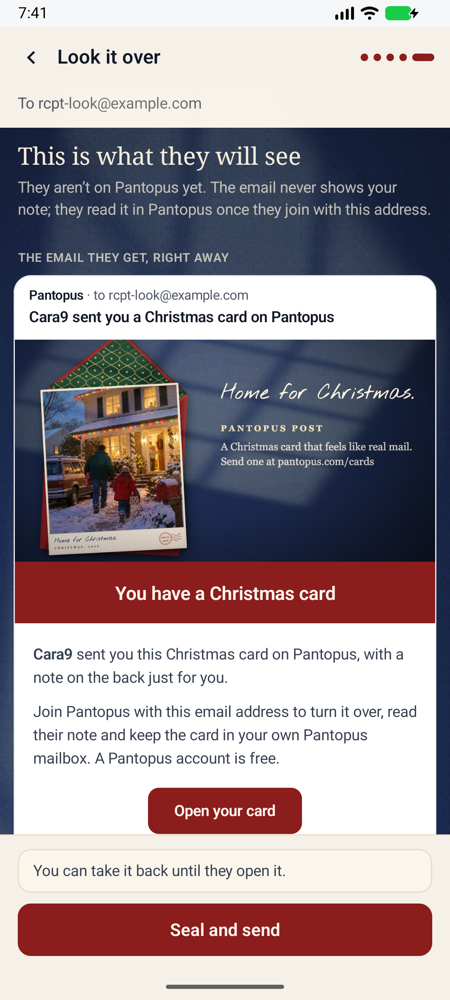 7:41
Look it over
To rcpt-look@example.com
This is what they will see
They aren't on Pantopus yet. The email never shows your
note; they read it in Pantopus once they join with this address.
THE EMAIL THEY GET, RIGHT AWAY
Pantopus · to rcpt-look@example.com
Cara9 sent you a Christmas card on Pantopus
Home for Christmas.
PANTOPUS POST
A Christmas card that feels like real mail.
Send one at pantopus.com/cards
Home for Christmas.
You have a Christmas card
Cara9 sent you this Christmas card on Pantopus, with a
note on the back just for you.
Join Pantopus with this email address to turn it over, read
their note and keep the card in your own Pantopus
mailbox. A Pantopus account is free.
Open your card
You can take it back until they open it.
Seal and send